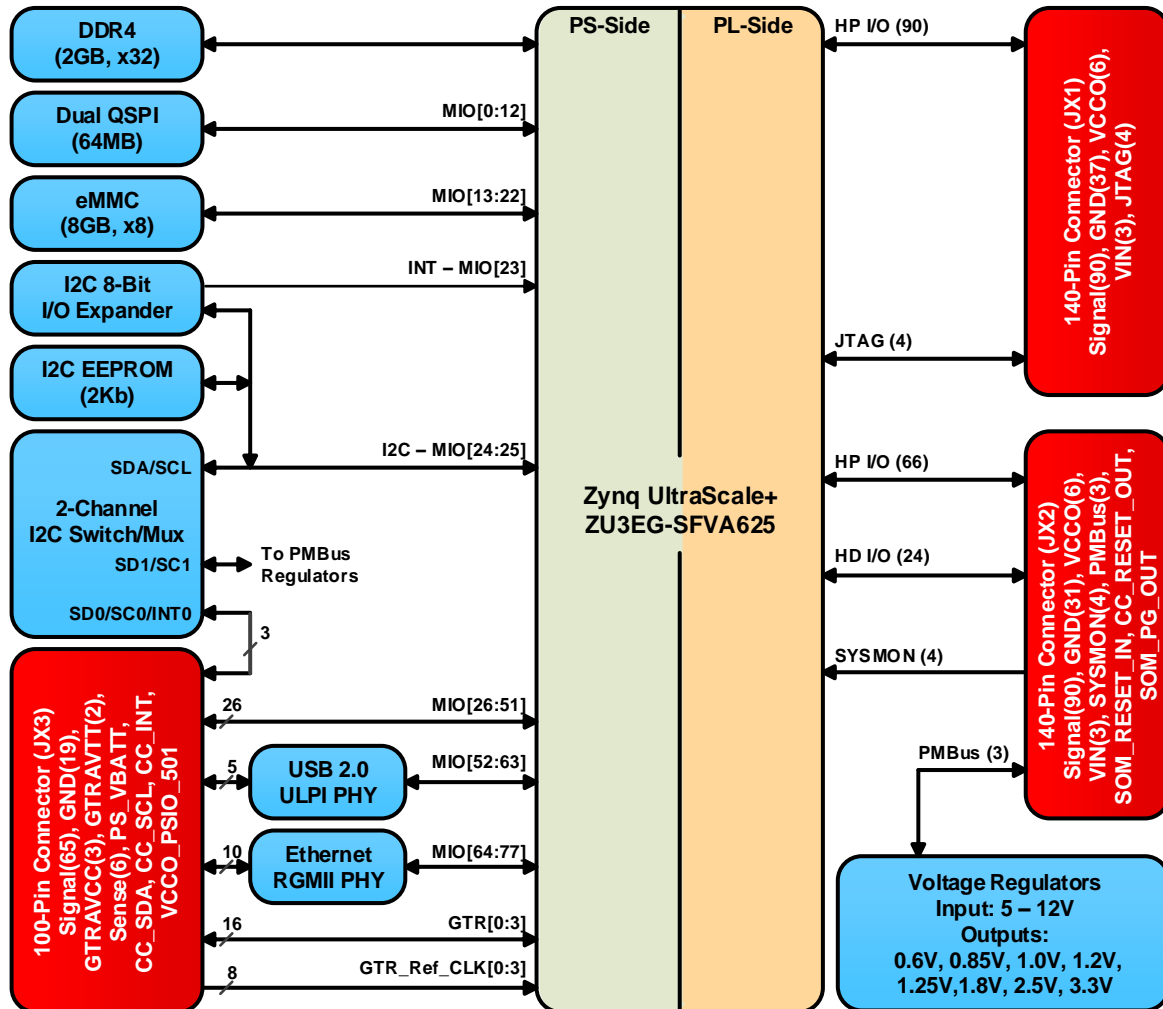 DDR4
(2GB, x32)
Dual QSPI
(64MB)
MIO[0:12]
eMMC
(8GB, x8)
MIO[13:22]
I2C 8-Bit
I/O Expander
INT – MIO[23]
I2C EEPROM
(2Kb)
SDA/SCL
I2C – MIO[24:25]
2-Channel
I2C Switch/Mux
SD1/SC1
To PMBus
Regulators
SD0/SC0/INT0
3
100-Pin Connector (JX3)
Signal(65), GND(19),
GTRAVCC(3), GTRAVTT(2),
Sense(6), PS_VBATT,
CC_SDA, CC_SCL, CC_INT,
VCCO_PSIO_501
26
MIO[26:51]
5
USB 2.0
ULPI PHY
MIO[52:63]
10
Ethernet
RGMII PHY
MIO[64:77]
16
GTR[0:3]
8
GTR_Ref_CLK[0:3]
PS-Side
PL-Side
Zynq UltraScale+
ZU3EG-SFVA625
HP I/O (90)
JTAG (4)
140-Pin Connector (JX1)
Signal(90), GND(37), VCCO(6),
VIN(3), JTAG(4)
HP I/O (66)
HD I/O (24)
SYSMON (4)
PMBus (3)
140-Pin Connector (JX2)
Signal(90), GND(31), VCCO(6),
VIN(3), SYSMON(4), PMBus(3),
SOM_RESET_IN, CC_RESET_OUT,
SOM_PG_OUT
Voltage Regulators
Input: 5 – 12V
Outputs:
0.6V, 0.85V, 1.0V, 1.2V,
1.25V,1.8V, 2.5V, 3.3V